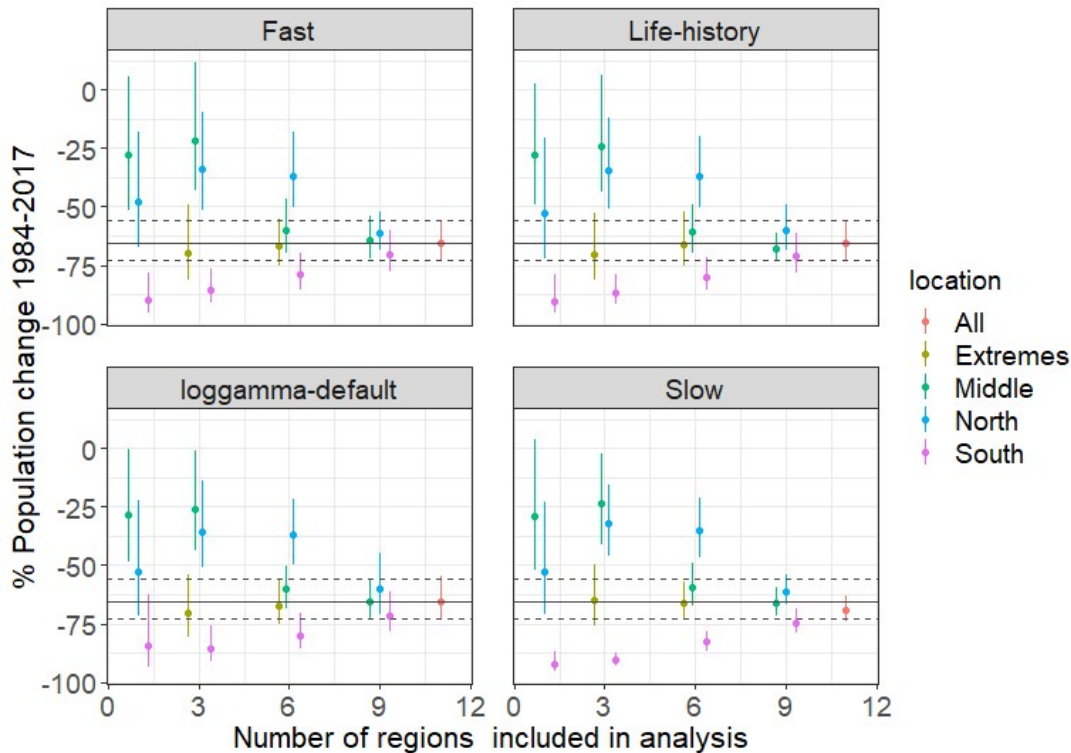 Fast
Life-history
0
-25
-50
-75
-100
loggamma-default
Slow
0
-25
-50
-75
-100
0 3 6 9 12
0 3 6 9 12
Number of regions included in analysis
% Population change 1984-2017
location
All
Extremes
Middle
North
South